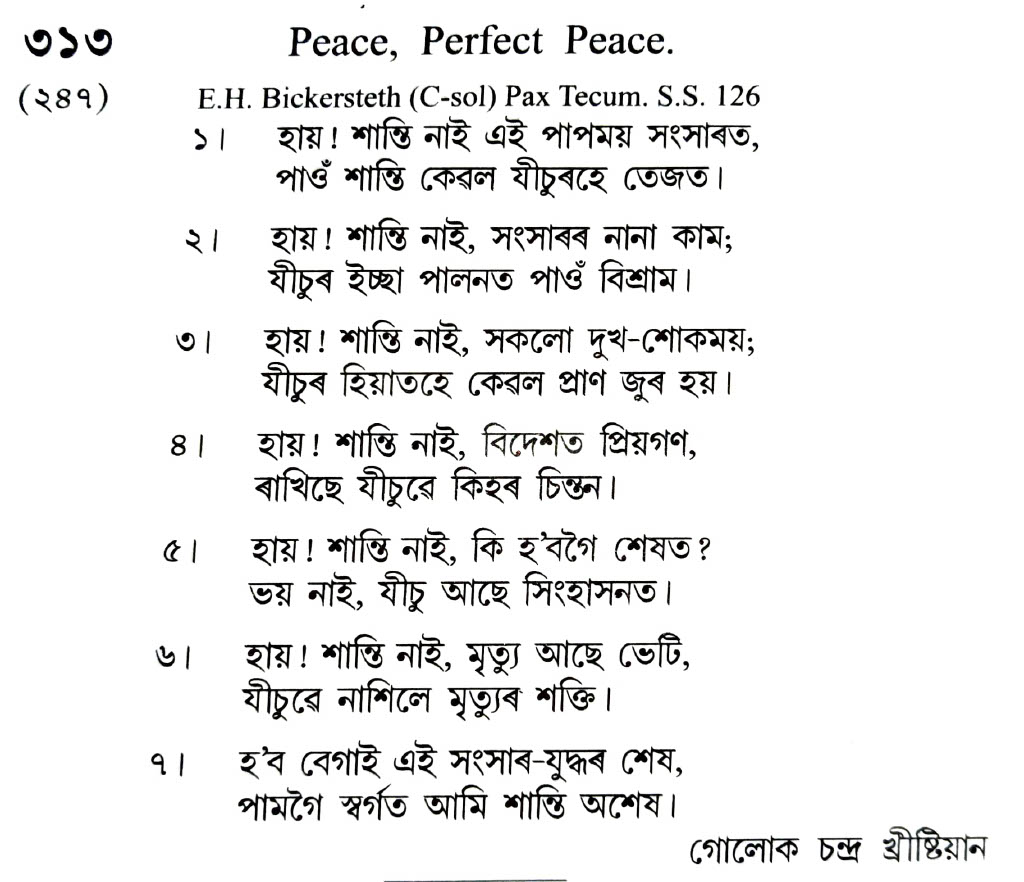 ৩১৩ Peace, Perfect Peace.
(২৪৭) E.H. Bickersteth (C-sol) Pax Tecum. S.S. 126
১। হায়! শান্তি নাই এই পাপময় সংসাৰত,
পাওঁ শান্তি কেৱল যীচুৰহে তেজত।
২। হায়! শান্তি নাই, সংসাৰৰ নানা কাম;
যীচুৰ ইচ্ছা পালনত পাওঁ বিশ্ৰাম।
৩। হায়! শান্তি নাই, সকলো দুখ-শোকময়;
যীচুৰ হিয়াতহে কেৱল প্ৰাণ জুৰ হয়।
৪। হায়! শান্তি নাই, বিদেশত প্ৰিয়গণ,
ৰাখিছে যীচুৱে কিহৰ চিন্তন।
৫। হায়! শান্তি নাই, কি হ’বগৈ শেষত?
ভয় নাই, যীচু আছে সিংহাসনত।
৬। হায়! শান্তি নাই, মৃত্যু আছে ভেটি,
যীচুৱে নাশিলে মৃত্যুৰ শক্তি।
৭। হ’ব বেগাই এই সংসাৰ-যুদ্ধৰ শেষ,
পামগৈ স্বৰ্গত আমি শান্তি অশেষ।
গোলোক চন্দ্ৰ খ্ৰীষ্টিয়ান